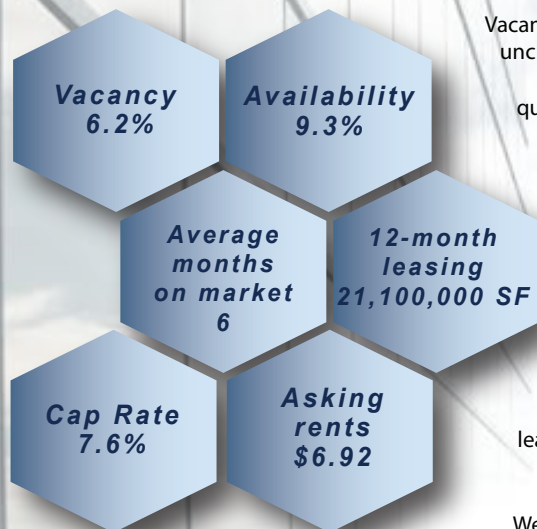 Vacancy
6.2%
Availability
9.3%
Average
months
on market
6
12-month
leasing
21,100,000 SF
Cap Rate
7.6%
Asking
rents
$6.92